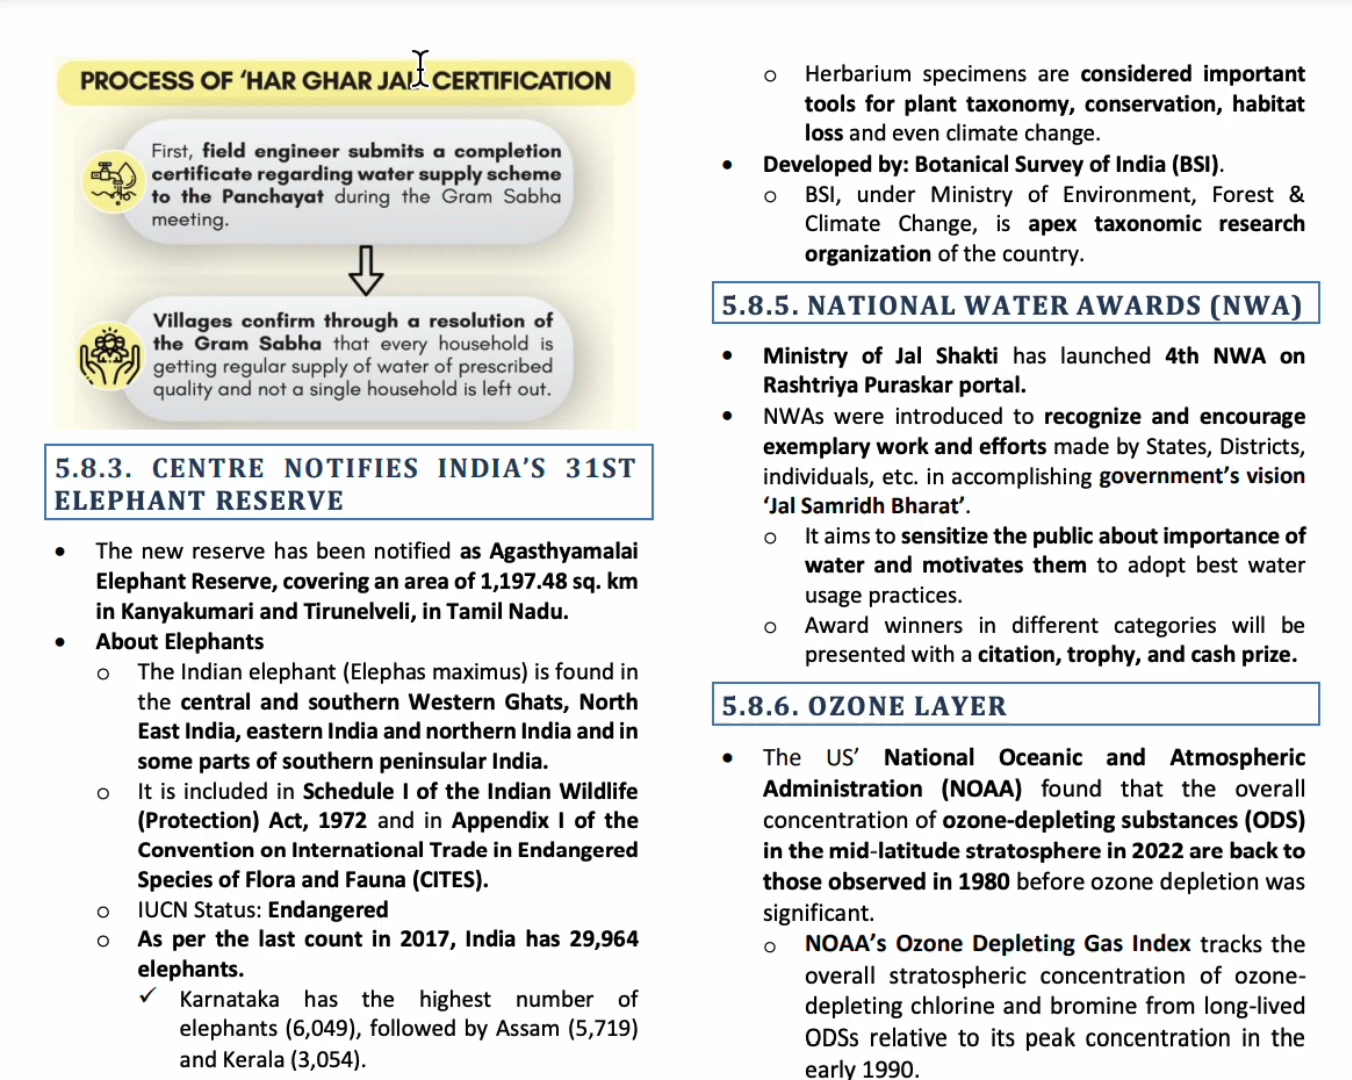 PROCESS OF ‘HAR GHAR JAL’ CERTIFICATION
First, field engineer submits a completion
certificate regarding water supply scheme
to the Panchayat during the Gram Sabha
meeting.
Villages confirm through a resolution of
the Gram Sabha that every household is
getting regular supply of water of prescribed
quality and not a single household is left out.
5.8.3. CENTRE NOTIFIES INDIA’S 31ST
ELEPHANT RESERVE
• The new reserve has been notified as Agasthyamalai
Elephant Reserve, covering an area of 1,197.48 sq. km
in Kanyakumari and Tirunelveli, in Tamil Nadu.
• About Elephants
o The Indian elephant (Elephas maximus) is found in
the central and southern Western Ghats, North
East India, eastern India and northern India and in
some parts of southern peninsular India.
o It is included in Schedule I of the Indian Wildlife
(Protection) Act, 1972 and in Appendix I of the
Convention on International Trade in Endangered
Species of Flora and Fauna (CITES).
o IUCN Status: Endangered
o As per the last count in 2017, India has 29,964
elephants.
✓ Karnataka has the highest number of
elephants (6,049), followed by Assam (5,719)
and Kerala (3,054).
o Herbarium specimens are considered important
tools for plant taxonomy, conservation, habitat
loss and even climate change.
• Developed by: Botanical Survey of India (BSI).
o BSI, under Ministry of Environment, Forest &
Climate Change, is apex taxonomic research
organization of the country.
5.8.5. NATIONAL WATER AWARDS (NWA)
• Ministry of Jal Shakti has launched 4th NWA on
Rashtriya Puraskar portal.
• NWAs were introduced to recognize and encourage
exemplary work and efforts made by States, Districts,
individuals, etc. in accomplishing government’s vision
‘Jal Samridh Bharat’.
o It aims to sensitize the public about importance of
water and motivates them to adopt best water
usage practices.
o Award winners in different categories will be
presented with a citation, trophy, and cash prize.
5.8.6. OZONE LAYER
• The US’ National Oceanic and Atmospheric
Administration (NOAA) found that the overall
concentration of ozone-depleting substances (ODS)
in the mid-latitude stratosphere in 2022 are back to
those observed in 1980 before ozone depletion was
significant.
o NOAA’s Ozone Depleting Gas Index tracks the
overall stratospheric concentration of ozone-
depleting chlorine and bromine from long-lived
ODSs relative to its peak concentration in the
early 1990.